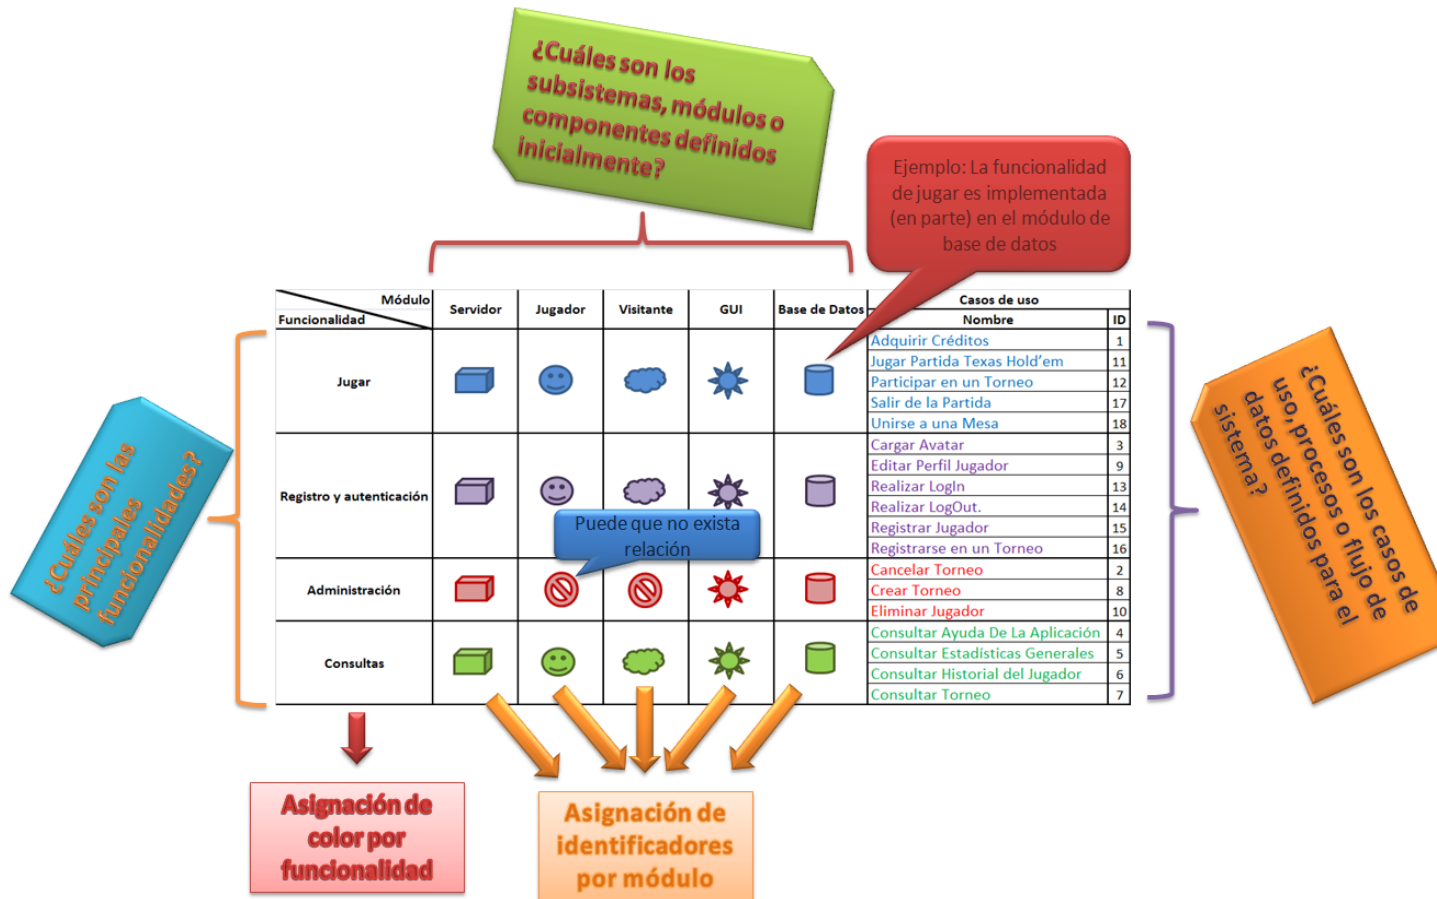 ¿Cuáles son los
subsistemas, módulos o
componentes definidos
inicialmente?
Ejemplo: La funcionalidad
de jugar es implementada
(en parte) en el módulo de
base de datos
Módulo
Funcionalidad
Servidor
Jugador
Visitante
GUI
Base de Datos
Casos de uso
Nombre
ID
Jugar
Adquirir Créditos 1
Jugar Partida Texas Hold’em 11
Participar en un Torneo 12
Salir de la Partida 17
Unirse a una Mesa 18
Registro y autenticación
Cargar Avatar 3
Editar Perfil Jugador 9
Realizar LogIn 13
Realizar LogOut. 14
Registrar Jugador 15
Registrarse en un Torneo 16
Puede que no exista
relación
Administración
Cancelar Torneo 2
Crear Torneo 8
Eliminar Jugador 10
Consultas
Consultar Ayuda De La Aplicación 4
Consultar Estadísticas Generales 5
Consultar Historial del Jugador 6
Consultar Torneo 7
¿Cuáles son las
principales
funcionalidades?
¿Cuáles son los casos de
uso, procesos o flujo de
datos definidos para el
sistema?
Asignación de
color por
funcionalidad
Asignación de
identificadores
por módulo